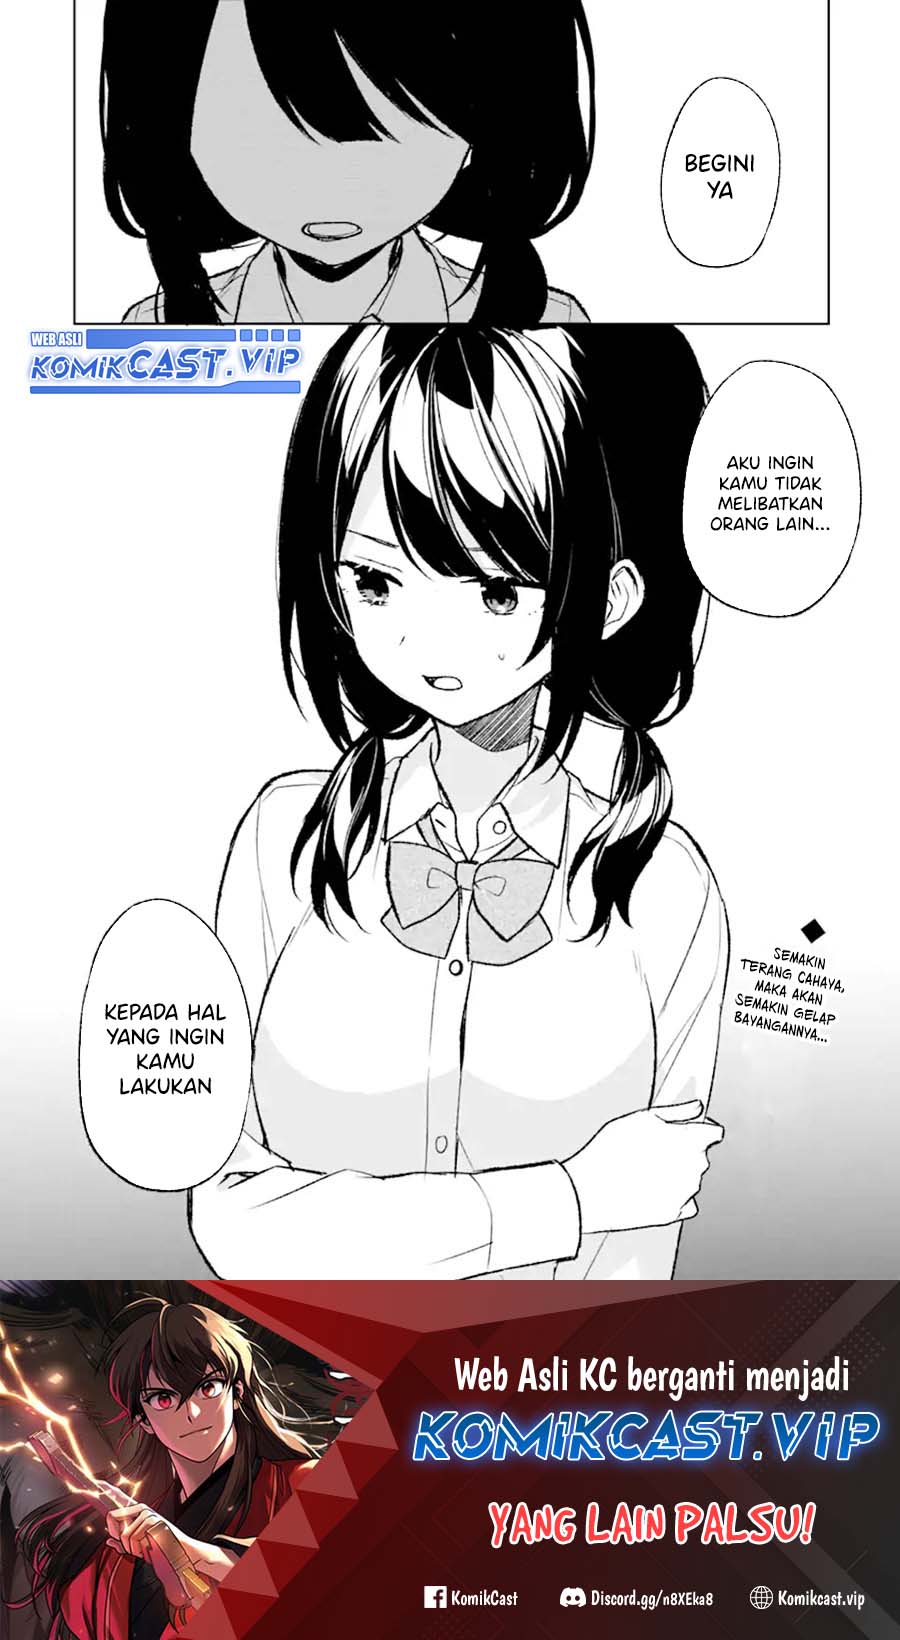 BEGINI
YA
WEB ASLI
KOMIKCAST.VIP
AKU INGIN
KAMU TIDAK
MELIBATKAN
ORANG LAIN...
KEPADA HAL
YANG INGIN
KAMU
LAKUKAN
SEMAKIN
TERANG CAHAYA,
MAKA AKAN
SEMAKIN GELAP
BAYANGANNYA...
Web Asli KC berganti menjadi
KOMIKCAST.VIP
YANG LAIN PALSU!
KomikCast Discord.gg/n8XEka8 Komikcast.vip